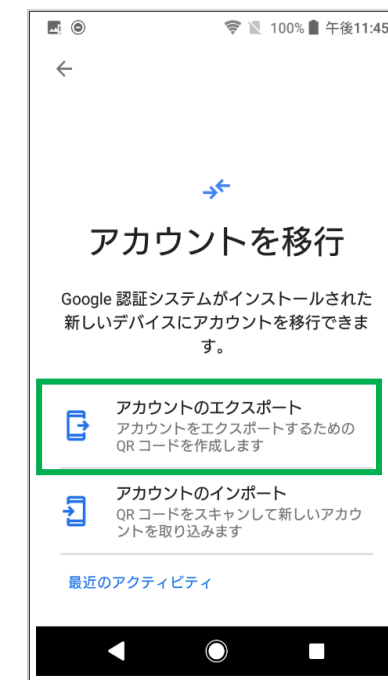 100% 午後11:45
アカウントを移行
Google 認証システムがインストールされた
新しいデバイスにアカウントを移行できま
す。
アカウントのエクスポート
アカウントをエクスポートするための
QR コードを作成します
アカウントのインポート
QR コードをスキャンして新しいアカウ
ントを取り込みます
最近のアクティビティ